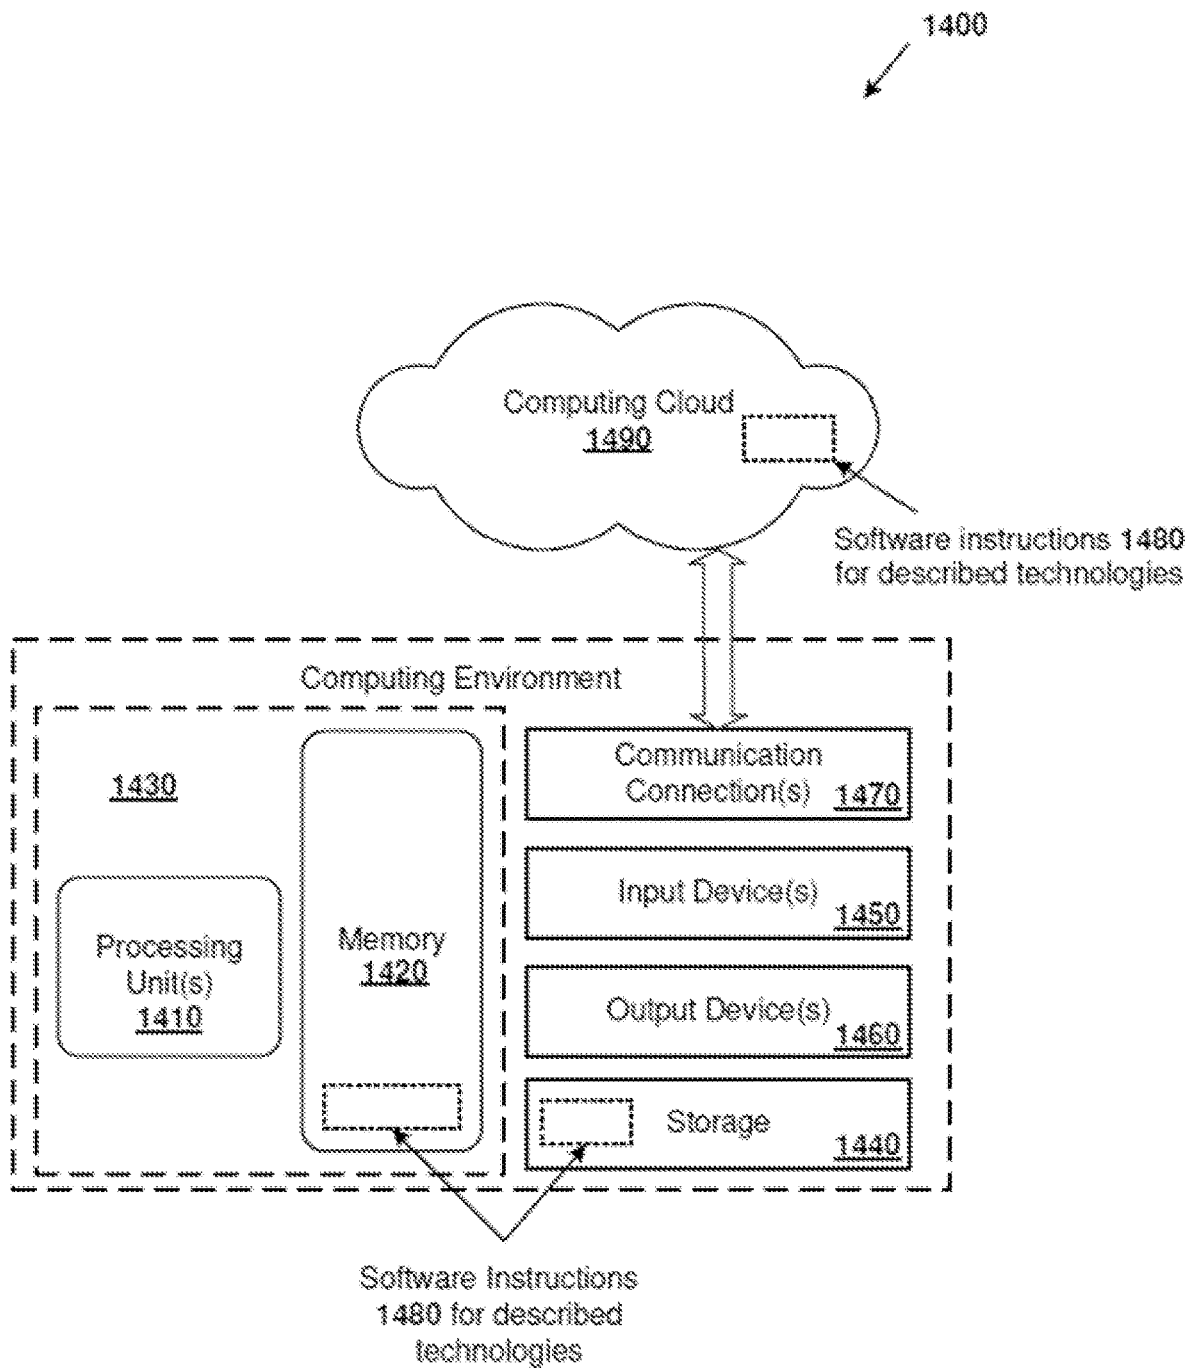 1400
Computing Cloud
1490
Software instructions 1480
for described technologies
Computing Environment
1430
Processing
Unit(s)
1410
Memory
1420
Communication
Connection(s) 1470
Input Device(s)
1450
Output Device(s)
1460
Storage
1440
Software Instructions
1480 for described
technologies